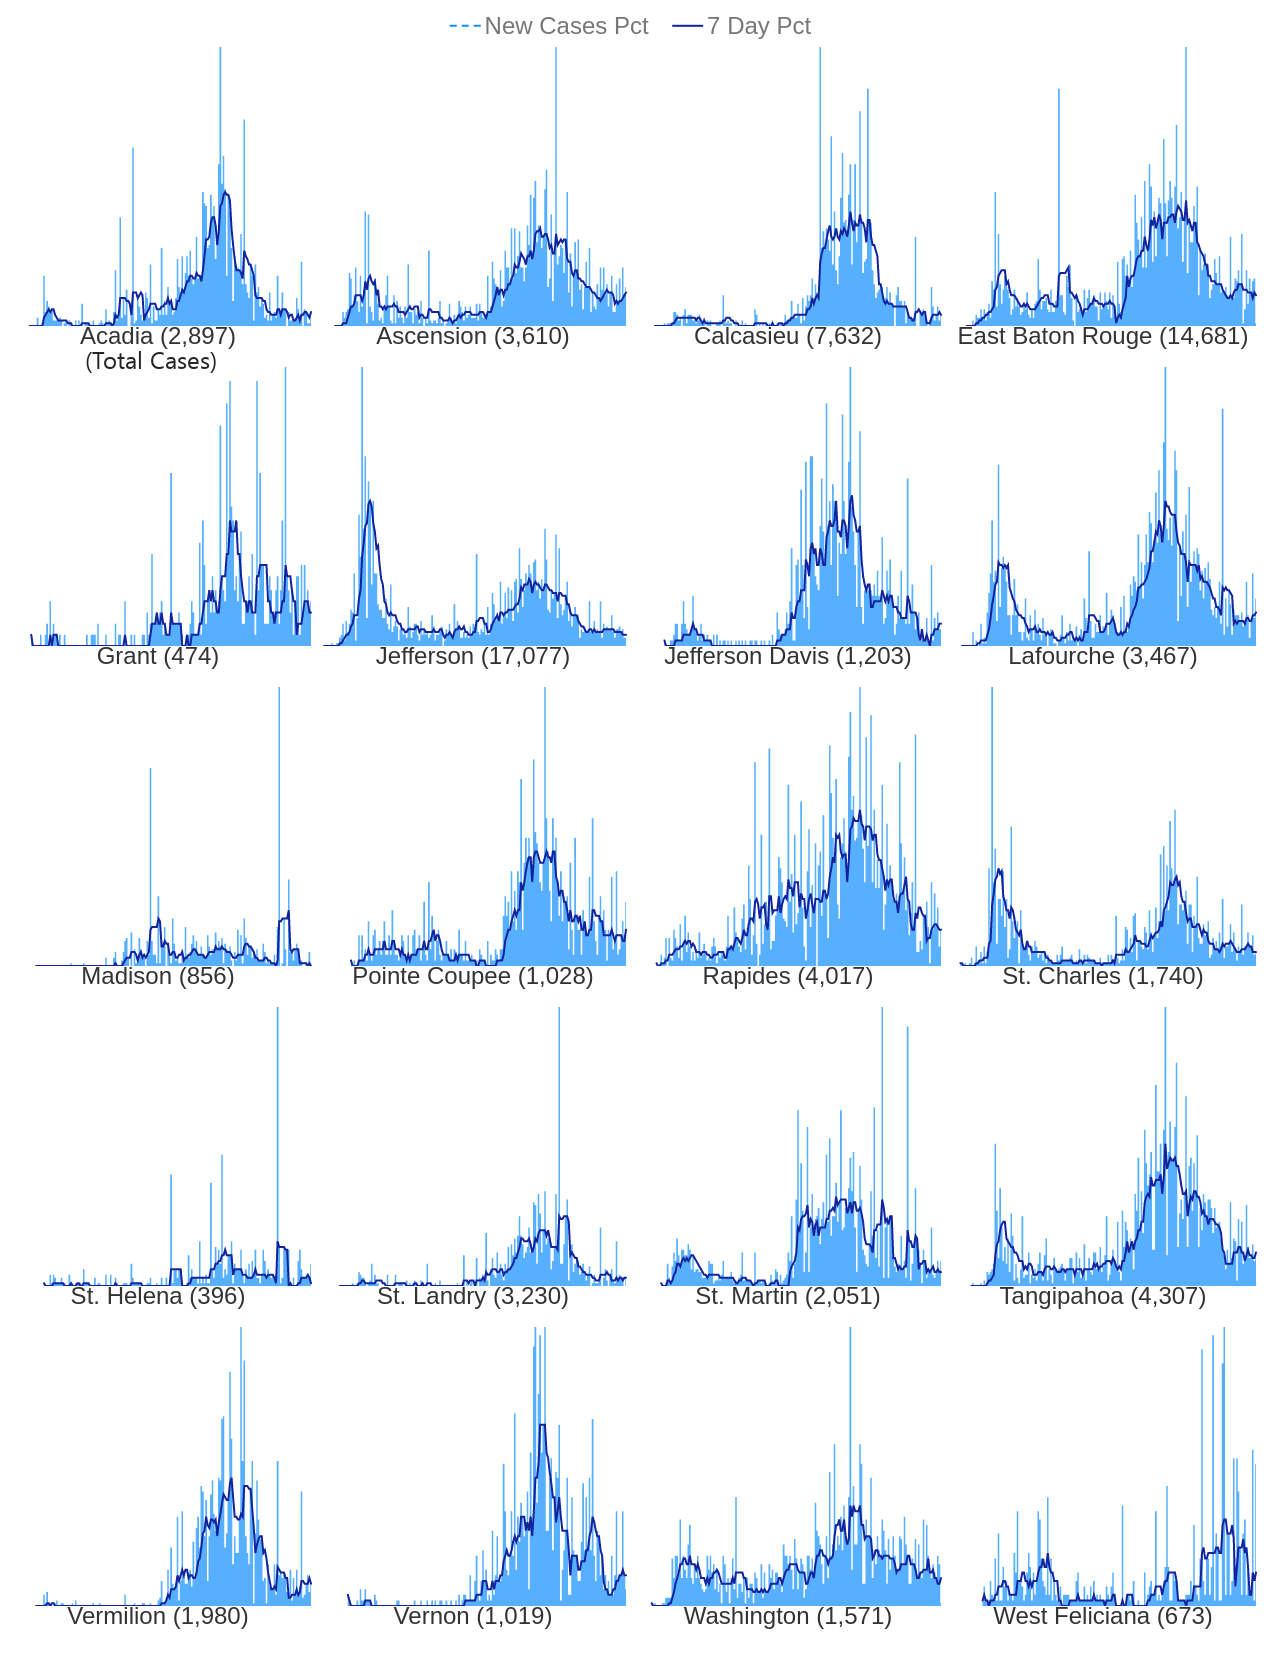 New Cases Pct 7 Day Pct
Acadia (2,897) Ascension (3,610) Calcasieu (7,632) East Baton Rouge (14,681)
(Total Cases)
Grant (474) Jefferson (17,077) Jefferson Davis (1,203) Lafourche (3,467)
Madison (856) Pointe Coupee (1,028) Rapides (4,017) St. Charles (1,740)
St. Helena (396) St. Landry (3,230) St. Martin (2,051) Tangipahoa (4,307)
Vermilion (1,980) Vernon (1,019) Washington (1,571) West Feliciana (673)